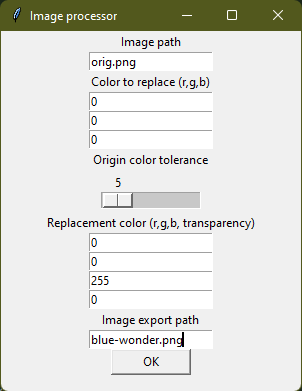 Image processor
Image path
orig.png
Color to replace (r,g,b)
0
0
0
Origin color tolerance
5
Replacement color (r,g,b, transparency)
0
0
255
0
Image export path
blue-wonder.png
OK